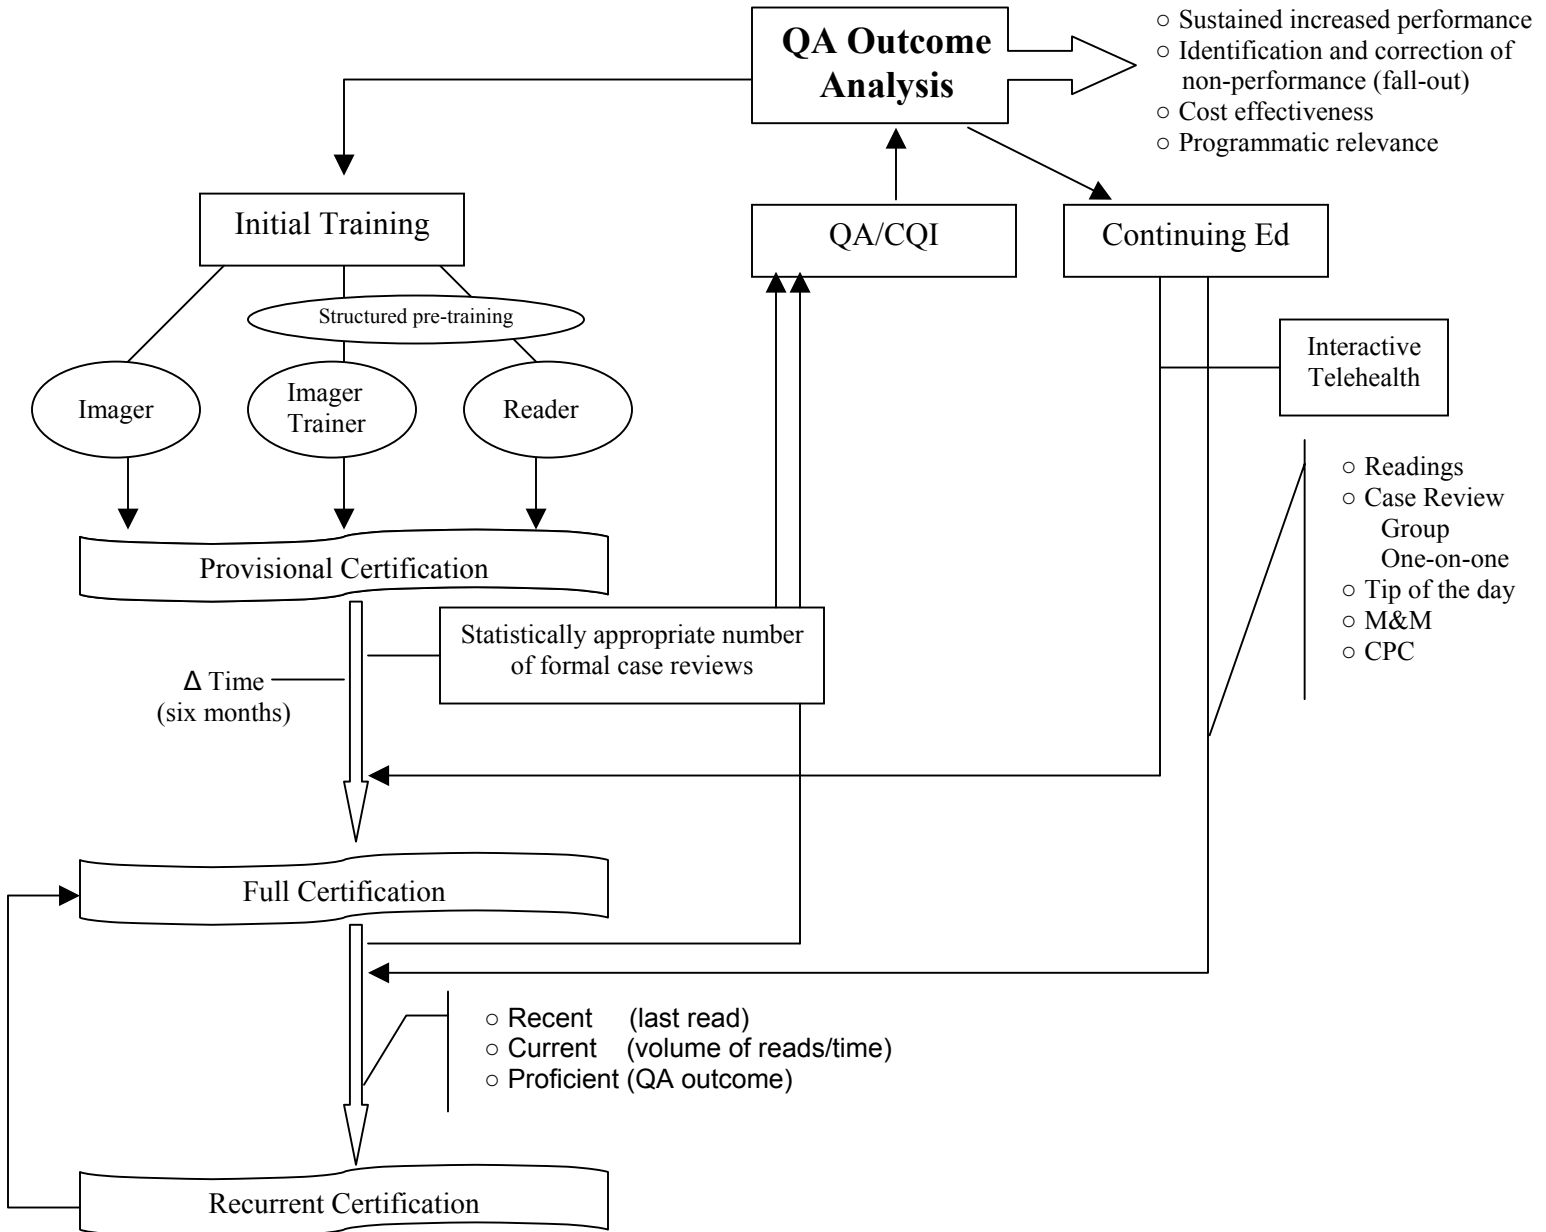 QA Outcome
Analysis
○ Sustained increased performance
○ Identification and correction of
non-performance (fall-out)
○ Cost effectiveness
○ Programmatic relevance
Initial Training
QA/CQI
Continuing Ed
Structured pre-training
Interactive
Telehealth
Imager
Imager
Trainer
Reader
○ Readings
○ Case Review
Group
One-on-one
○ Tip of the day
○ M&M
○ CPC
Provisional Certification
Statistically appropriate number
of formal case reviews
Δ Time
(six months)
Full Certification
○ Recent (last read)
○ Current (volume of reads/time)
○ Proficient (QA outcome)
Recurrent Certification